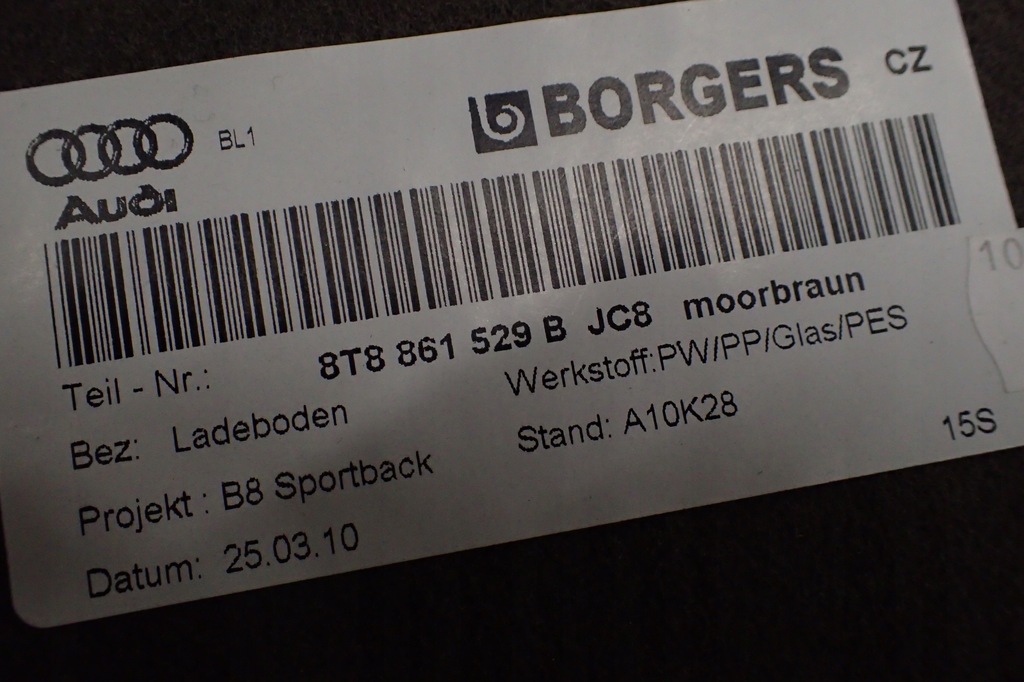 BL1
BORGERS CZ
Audi
Teil - Nr.: 8T8 861 529 B JC8 moorbraun
Bez: Ladeboden
Werkstoff:PW/PP/Glas/PES
Projekt : B8 Sportback
Stand: A10K28
15S
Datum: 25.03.10
10